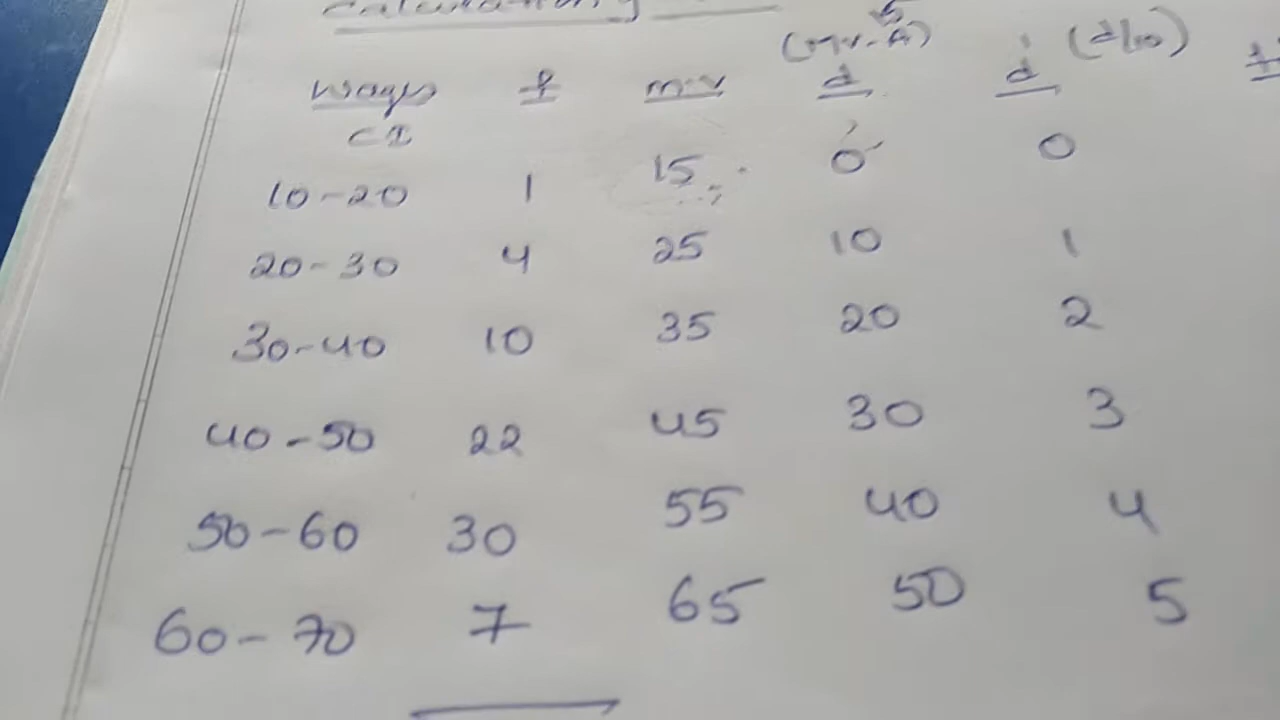 (mv-A) (d/10)
Wages f m.v d d'
CI
10-20 1 15 0 0
20-30 4 25 10 1
30-40 10 35 20 2
40-50 22 45 30 3
50-60 30 55 40 4
60-70 7 65 50 5